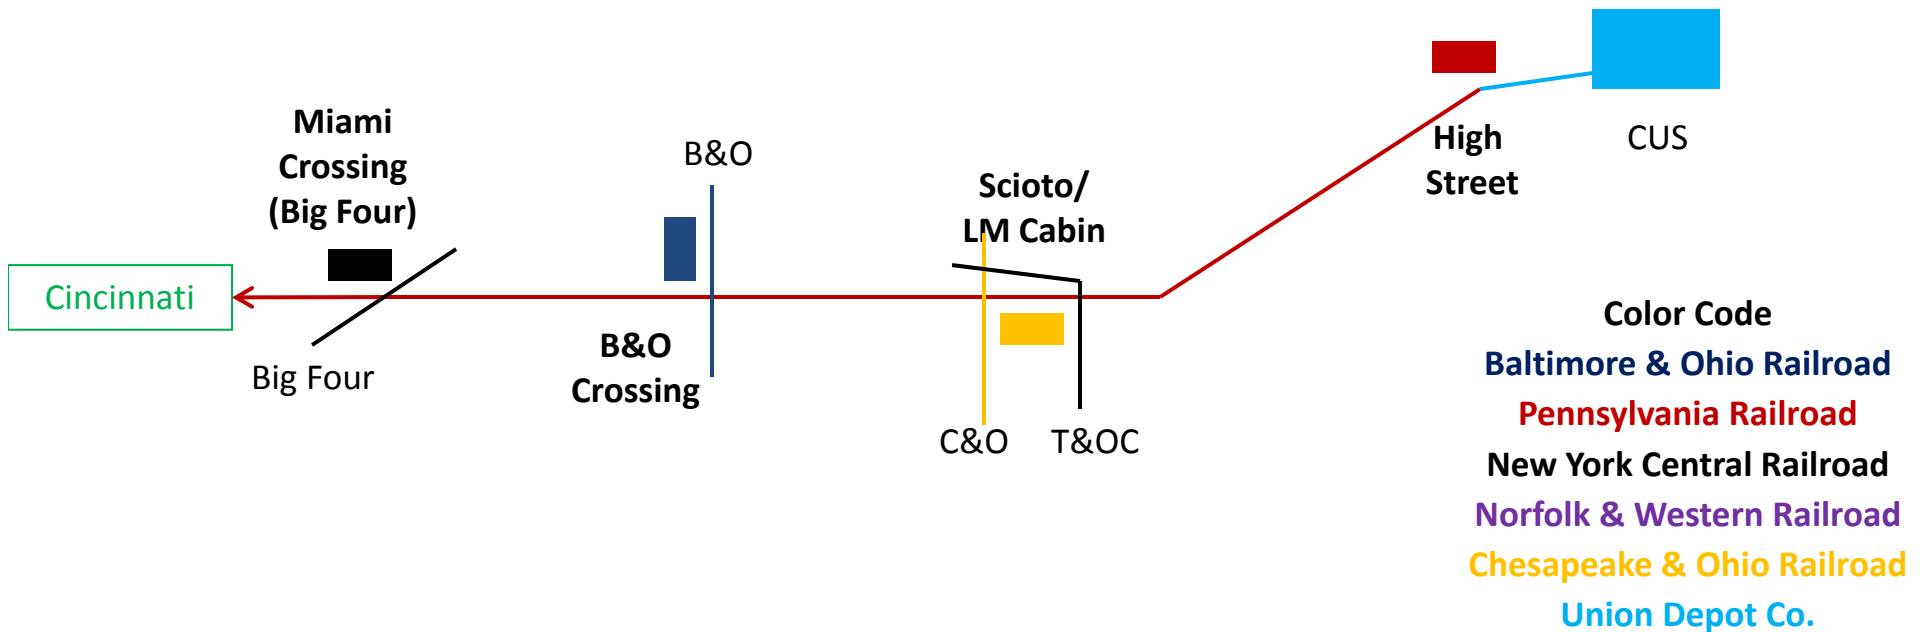 Miami
Crossing
(Big Four)
B&O
Scioto/
LM Cabin
High
Street
CUS
Cincinnati
Big Four
B&O
Crossing
C&O
T&OC
Color Code
Baltimore & Ohio Railroad
Pennsylvania Railroad
New York Central Railroad
Norfolk & Western Railroad
Chesapeake & Ohio Railroad
Union Depot Co.